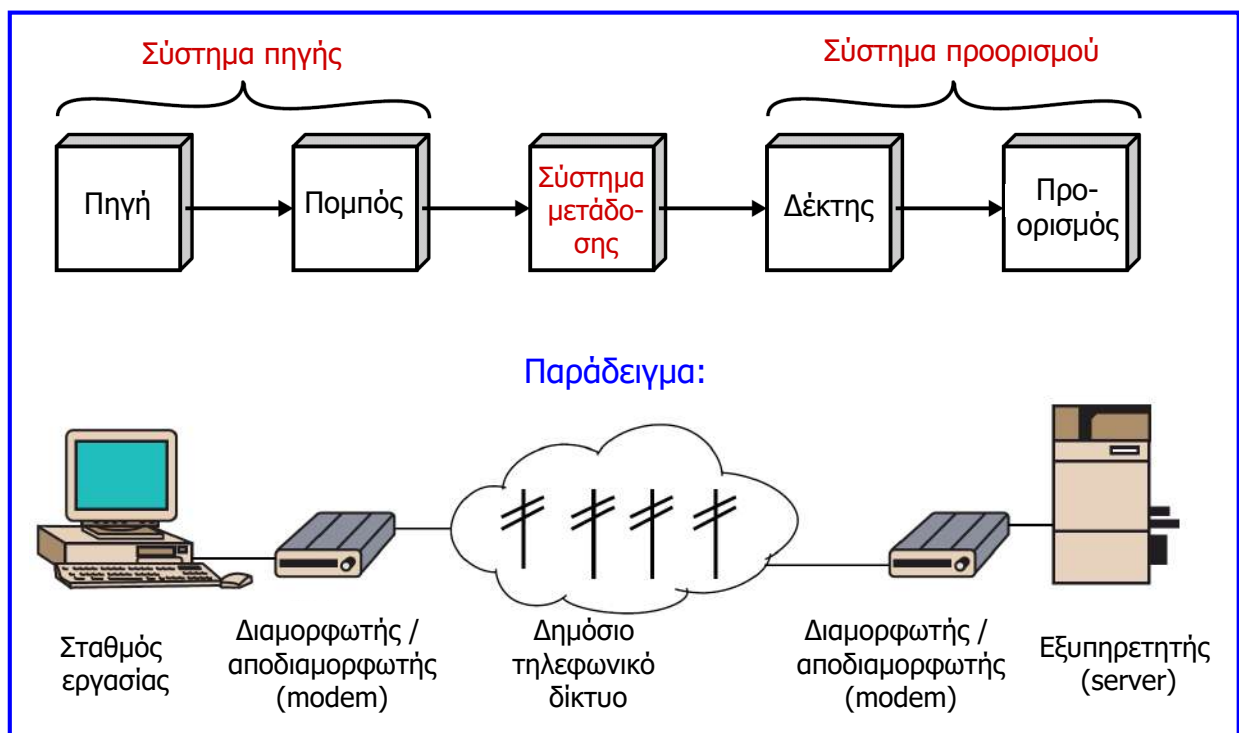 Σύστημα πηγής
Σύστημα προορισμού
Πηγή
Πομπός
Σύστημα
μετάδο-
σης
Δέκτης
Προ-
ορισμός
Παράδειγμα:
Σταθμός
εργασίας
Διαμορφωτής /
αποδιαμορφωτής
(modem)
Δημόσιο
τηλεφωνικό
δίκτυο
Διαμορφωτής /
αποδιαμορφωτής
(modem)
Εξυπηρετητής
(server)